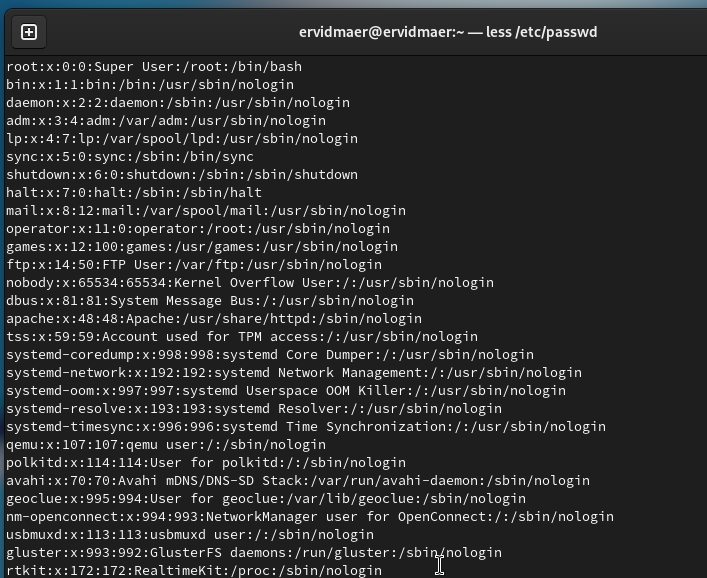 ervidmaer@ervidmaer:~ — less /etc/passwd
root:x:0:0:Super User:/root:/bin/bash
bin:x:1:1:bin:/bin:/usr/sbin/nologin
daemon:x:2:2:daemon:/sbin:/usr/sbin/nologin
adm:x:3:4:adm:/var/adm:/usr/sbin/nologin
lp:x:4:7:lp:/var/spool/lpd:/usr/sbin/nologin
sync:x:5:0:sync:/sbin:/bin/sync
shutdown:x:6:0:shutdown:/sbin:/sbin/shutdown
halt:x:7:0:halt:/sbin:/sbin/halt
mail:x:8:12:mail:/var/spool/mail:/usr/sbin/nologin
operator:x:11:0:operator:/root:/usr/sbin/nologin
games:x:12:100:games:/usr/games:/usr/sbin/nologin
ftp:x:14:50:FTP User:/var/ftp:/usr/sbin/nologin
nobody:x:65534:65534:Kernel Overflow User:/:/usr/sbin/nologin
dbus:x:81:81:System Message Bus:/:/usr/sbin/nologin
apache:x:48:48:Apache:/usr/share/httpd:/sbin/nologin
tss:x:59:59:Account used for TPM access:/:/usr/sbin/nologin
systemd-coredump:x:998:998:systemd Core Dumper:/:/usr/sbin/nologin
systemd-network:x:192:192:systemd Network Management:/:/usr/sbin/nologin
systemd-oom:x:997:997:systemd Userspace OOM Killer:/:/usr/sbin/nologin
systemd-resolve:x:193:193:systemd Resolver:/:/usr/sbin/nologin
systemd-timesync:x:996:996:systemd Time Synchronization:/:/usr/sbin/nologin
qemu:x:107:107:qemu user:/:/sbin/nologin
polkitd:x:114:114:User for polkitd:/:/sbin/nologin
avahi:x:70:70:Avahi mDNS/DNS-SD Stack:/var/run/avahi-daemon:/sbin/nologin
geoclue:x:995:994:User for geoclue:/var/lib/geoclue:/sbin/nologin
nm-openconnect:x:994:993:NetworkManager user for OpenConnect:/:/sbin/nologin
usbmuxd:x:113:113:usbmuxd user:/:/sbin/nologin
gluster:x:993:992:GlusterFS daemons:/run/gluster:/sbin/nologin
rtkit:x:172:172:RealtimeKit:/proc:/sbin/nologin